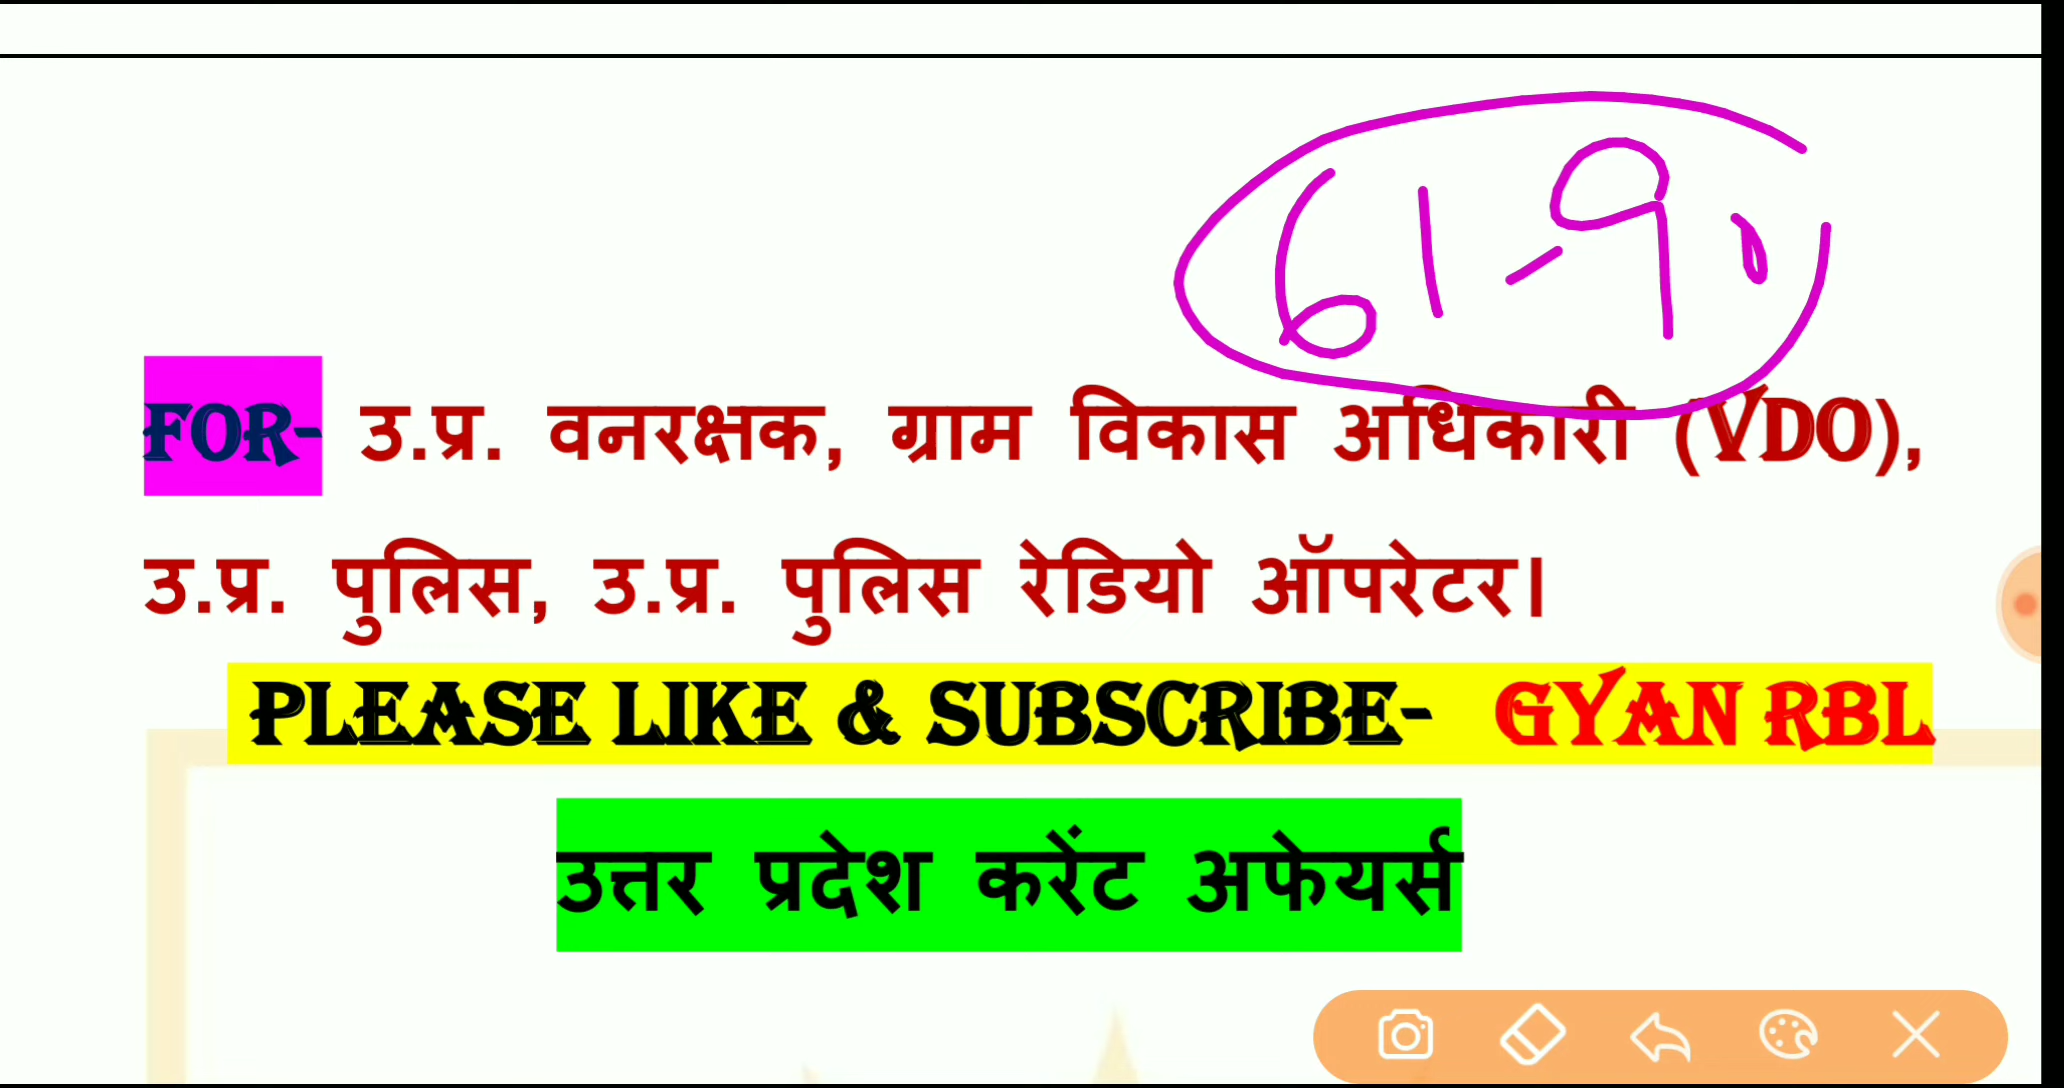 61-90
FOR- उ.प्र. वनरक्षक, ग्राम विकास अधिकारी (VDO),
उ.प्र. पुलिस, उ.प्र. पुलिस रेडियो ऑपरेटर।
PLEASE LIKE & SUBSCRIBE- GYAN RBL
उत्तर प्रदेश करेंट अफेयर्स